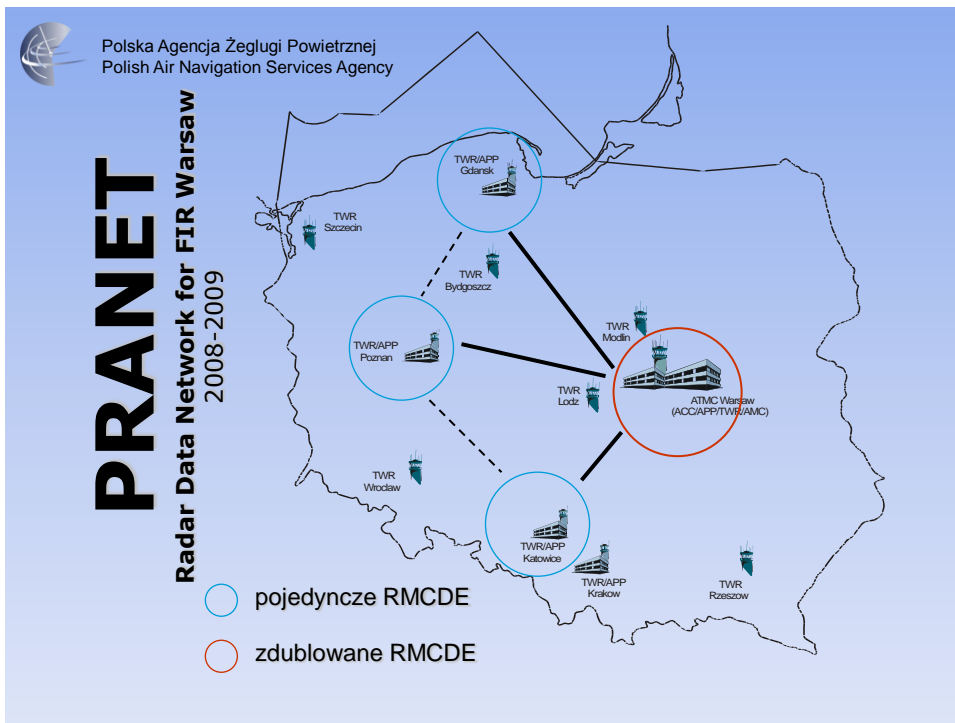 Polska Agencja Żeglugi Powietrznej
Polish Air Navigation Services Agency
PRANET
Radar Data Network for FIR Warsaw
2008-2009
TWR/APP
Gdansk
TWR
Szczecin
TWR
Bydgoszcz
TWR
Modlin
TWR/APP
Poznan
TWR
Lodz
ATMC Warsaw
(ACC/APP/TWR/AMC)
TWR
Wroclaw
TWR/APP
Katowice
TWR/APP
Krakow
TWR
Rzeszow
pojedyncze RMCDE
zdublowane RMCDE